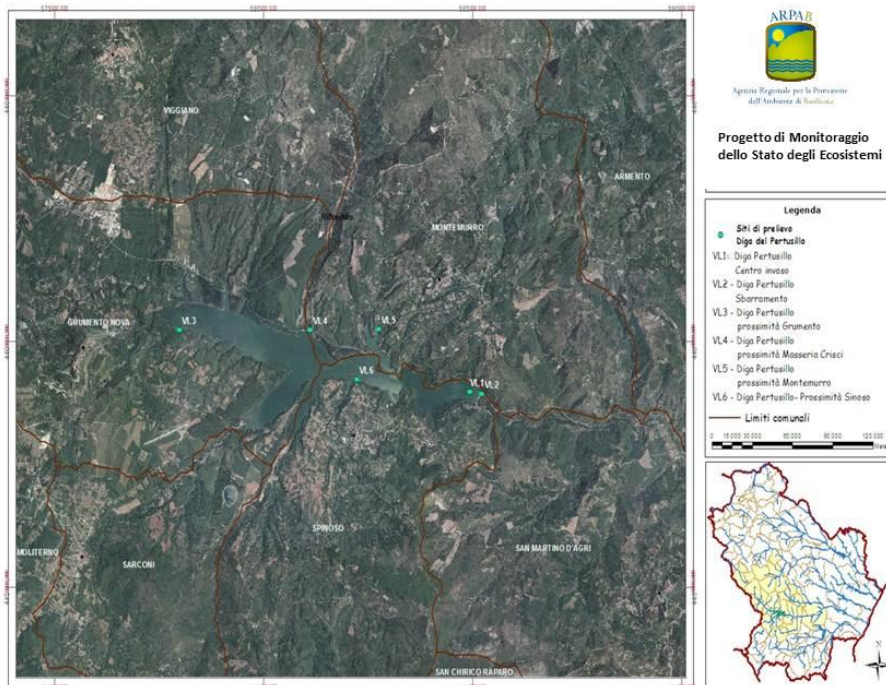 ARPAB
Agenzia Regionale per la Protezione
dell'Ambiente di Basilicata
Progetto di Monitoraggio
dello Stato degli Ecosistemi
VIGGIANO
ARMENTO
MONTEMURRO
GRUMENTO NOVA
VL3
VL4
VL5
VL6
VL1
VL2
SPINOSO
MOLITERNO
SARCONI
SAN MARTINO D'AGRI
SAN CHIRICO RAPARO
Legenda
Siti di prelievo
Diga del Pertusillo
VL1: Diga Pertusillo
Centro invaso
VL2 - Diga Pertusillo
Sbarramento
VL3 - Diga Pertusillo
prossimità Grumento
VL4 - Diga Pertusillo
prossimità Masseria Crisci
VL5 - Diga Pertusillo
prossimità Montemurro
VL6 - Diga Pertusillo- Prossimità Sinoso
Limiti comunali
N